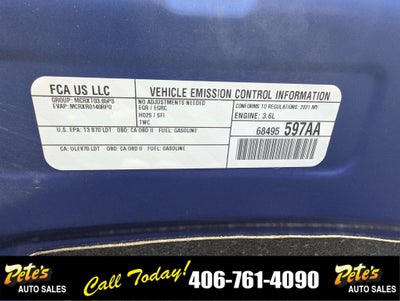 FCA US LLC
VEHICLE EMISSION CONTROL INFORMATION
GROUP: MCRXT03.65P0
EVAP: MCRXR0140RP0
NO ADJUSTMENTS NEEDED
EGR / EGRC
HO2S / SFI
TWC
CONFORMS TO REGULATIONS: 2021 MY
ENGINE: 3.6L
68495 597AA
U.S. EPA: T3 B70 LDT OBD: CA OBD II FUEL: GASOLINE
CA: ULEV70 LDT OBD: CA OBD II FUEL: GASOLINE
Pete's
AUTO SALES
Call Today! 406-761-4090
Pete's
AUTO SALES